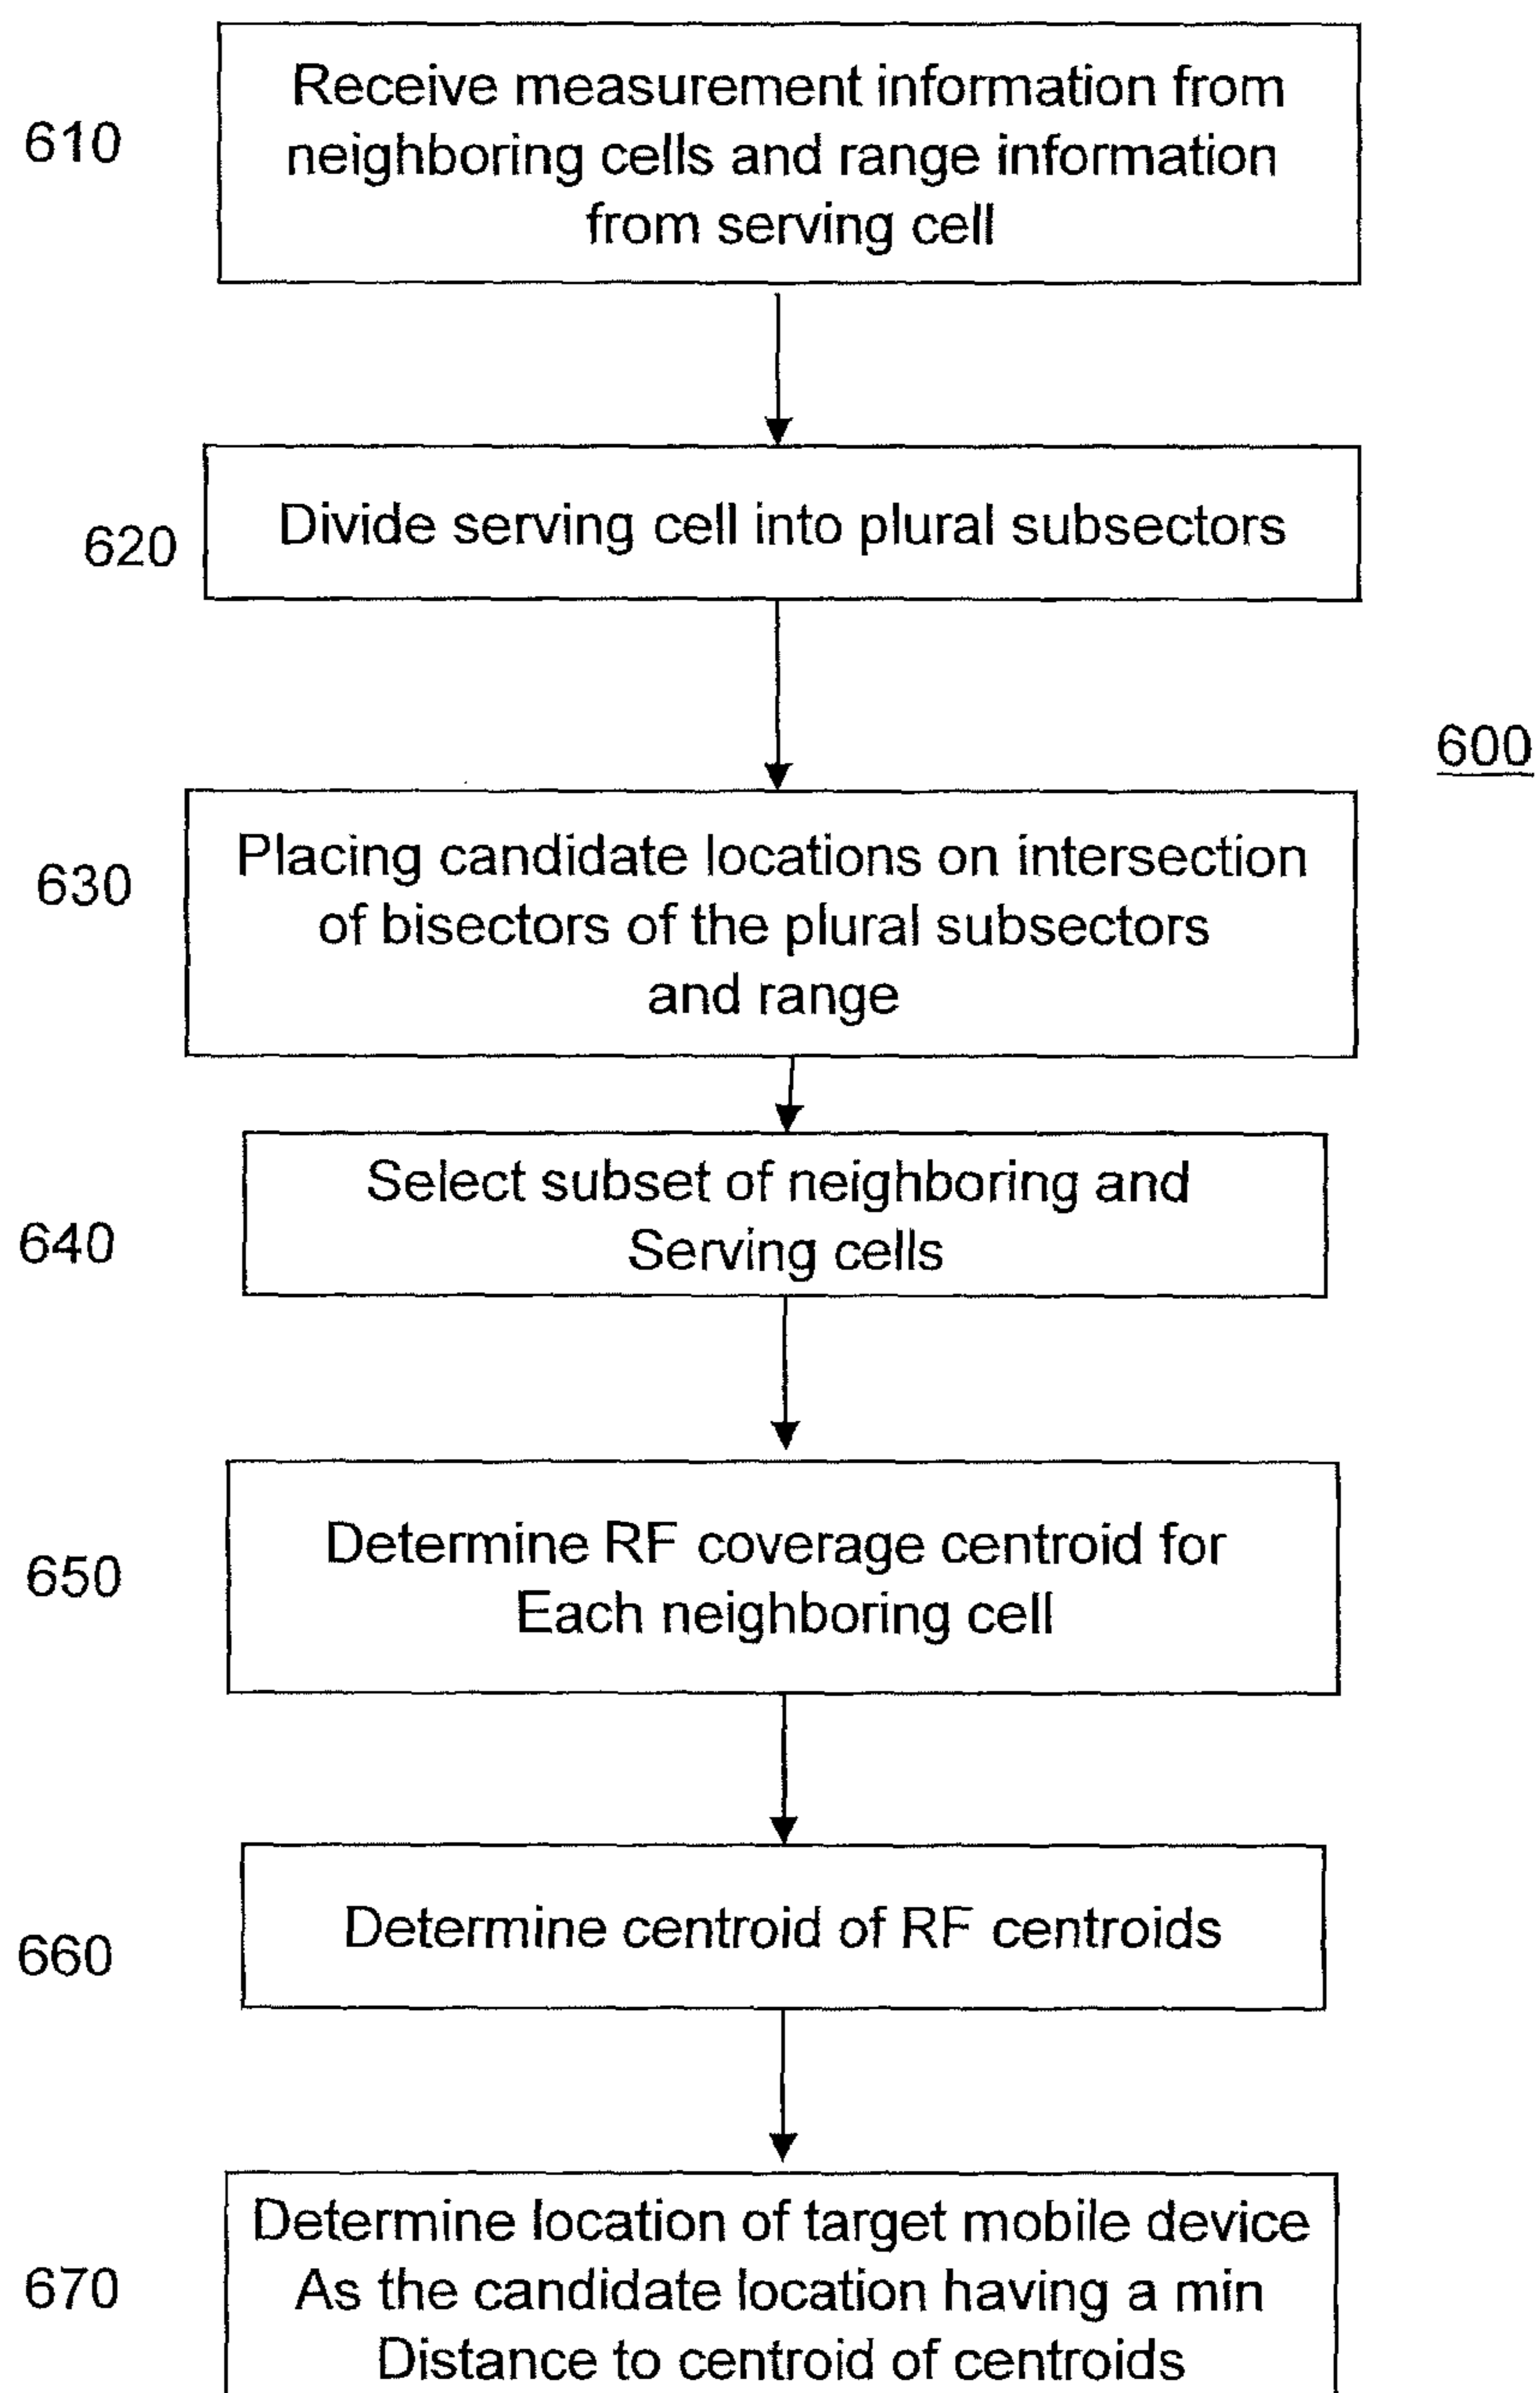 610
Receive measurement information from
neighboring cells and range information
from serving cell
620
Divide serving cell into plural subsectors
600
630
Placing candidate locations on intersection
of bisectors of the plural subsectors
and range
640
Select subset of neighboring and
Serving cells
650
Determine RF coverage centroid for
Each neighboring cell
660
Determine centroid of RF centroids
670
Determine location of target mobile device
As the candidate location having a min
Distance to centroid of centroids